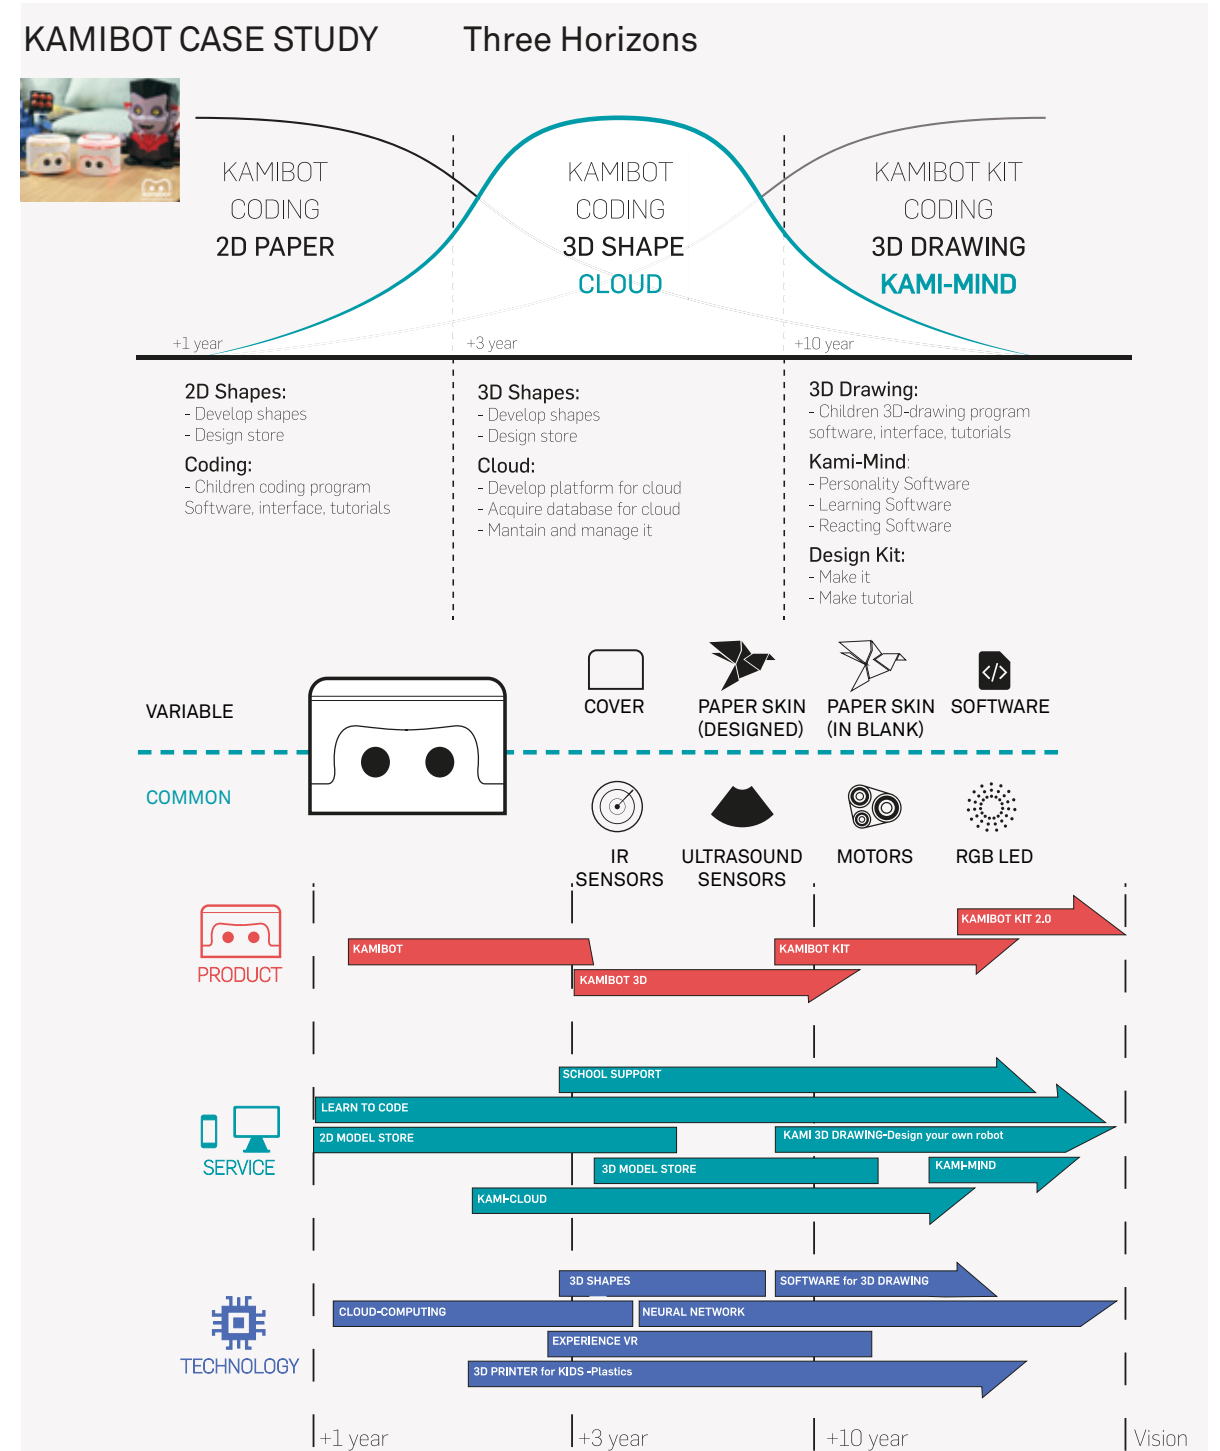 KAMIBOT CASE STUDY
Three Horizons
KAMIBOT
CODING
2D PAPER
KAMIBOT
CODING
3D SHAPE
CLOUD
KAMIBOT KIT
CODING
3D DRAWING
KAMI-MIND
+1 year
+3 year
+10 year
2D Shapes:
- Develop shapes
- Design store
Coding:
- Children coding program
Software, interface, tutorials
3D Shapes:
- Develop shapes
- Design store
Cloud:
- Develop platform for cloud
- Acquire database for cloud
- Mantain and manage it
3D Drawing:
- Children 3D-drawing program
software, interface, tutorials
Kami-Mind:
- Personality Software
- Learning Software
- Reacting Software
Design Kit:
- Make it
- Make tutorial
VARIABLE
COVER
PAPER SKIN
(DESIGNED)
PAPER SKIN
(IN BLANK)
</>
SOFTWARE
COMMON
IR
SENSORS
ULTRASOUND
SENSORS
MOTORS
RGB LED
PRODUCT
KAMIBOT
KAMIBOT 3D
KAMIBOT KIT
KAMIBOT KIT 2.0
SERVICE
SCHOOL SUPPORT
LEARN TO CODE
2D MODEL STORE
KAMI 3D DRAWING-Design your own robot
3D MODEL STORE
KAMI-MIND
KAMI-CLOUD
TECHNOLOGY
3D SHAPES
SOFTWARE for 3D DRAWING
CLOUD-COMPUTING
NEURAL NETWORK
EXPERIENCE VR
3D PRINTER for KIDS -Plastics
+1 year
+3 year
+10 year
Vision